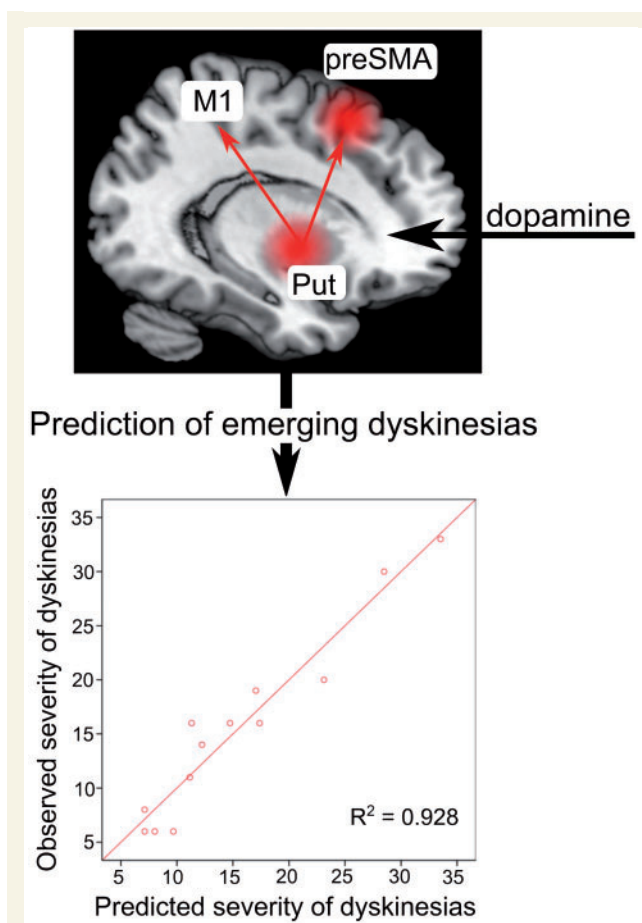 preSMA
M1
dopamine
Put
Prediction of emerging dyskinesias
Observed severity of dyskinesias
35
30
25
20
15
10
5
R² = 0.928
5 10 15 20 25 30 35
Predicted severity of dyskinesias